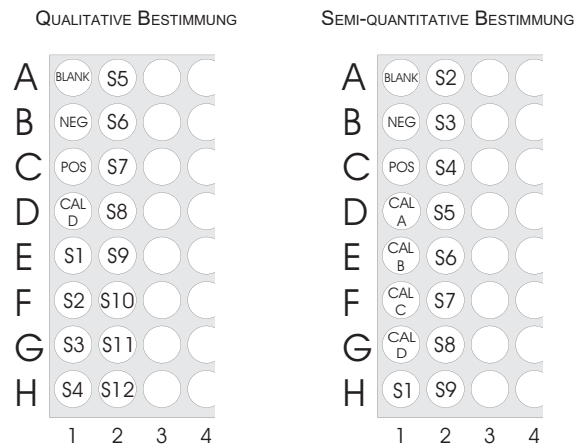 QUALITATIVE BESTIMMUNG
A BLANK S5
B NEG S6
C POS S7
D CAL D S8
E S1 S9
F S2 S10
G S3 S11
H S4 S12
1 2 3 4
SEMI-QUANTITATIVE BESTIMMUNG
A BLANK S2
B NEG S3
C POS S4
D CAL A S5
E CAL B S6
F CAL C S7
G CAL D S8
H S1 S9
1 2 3 4